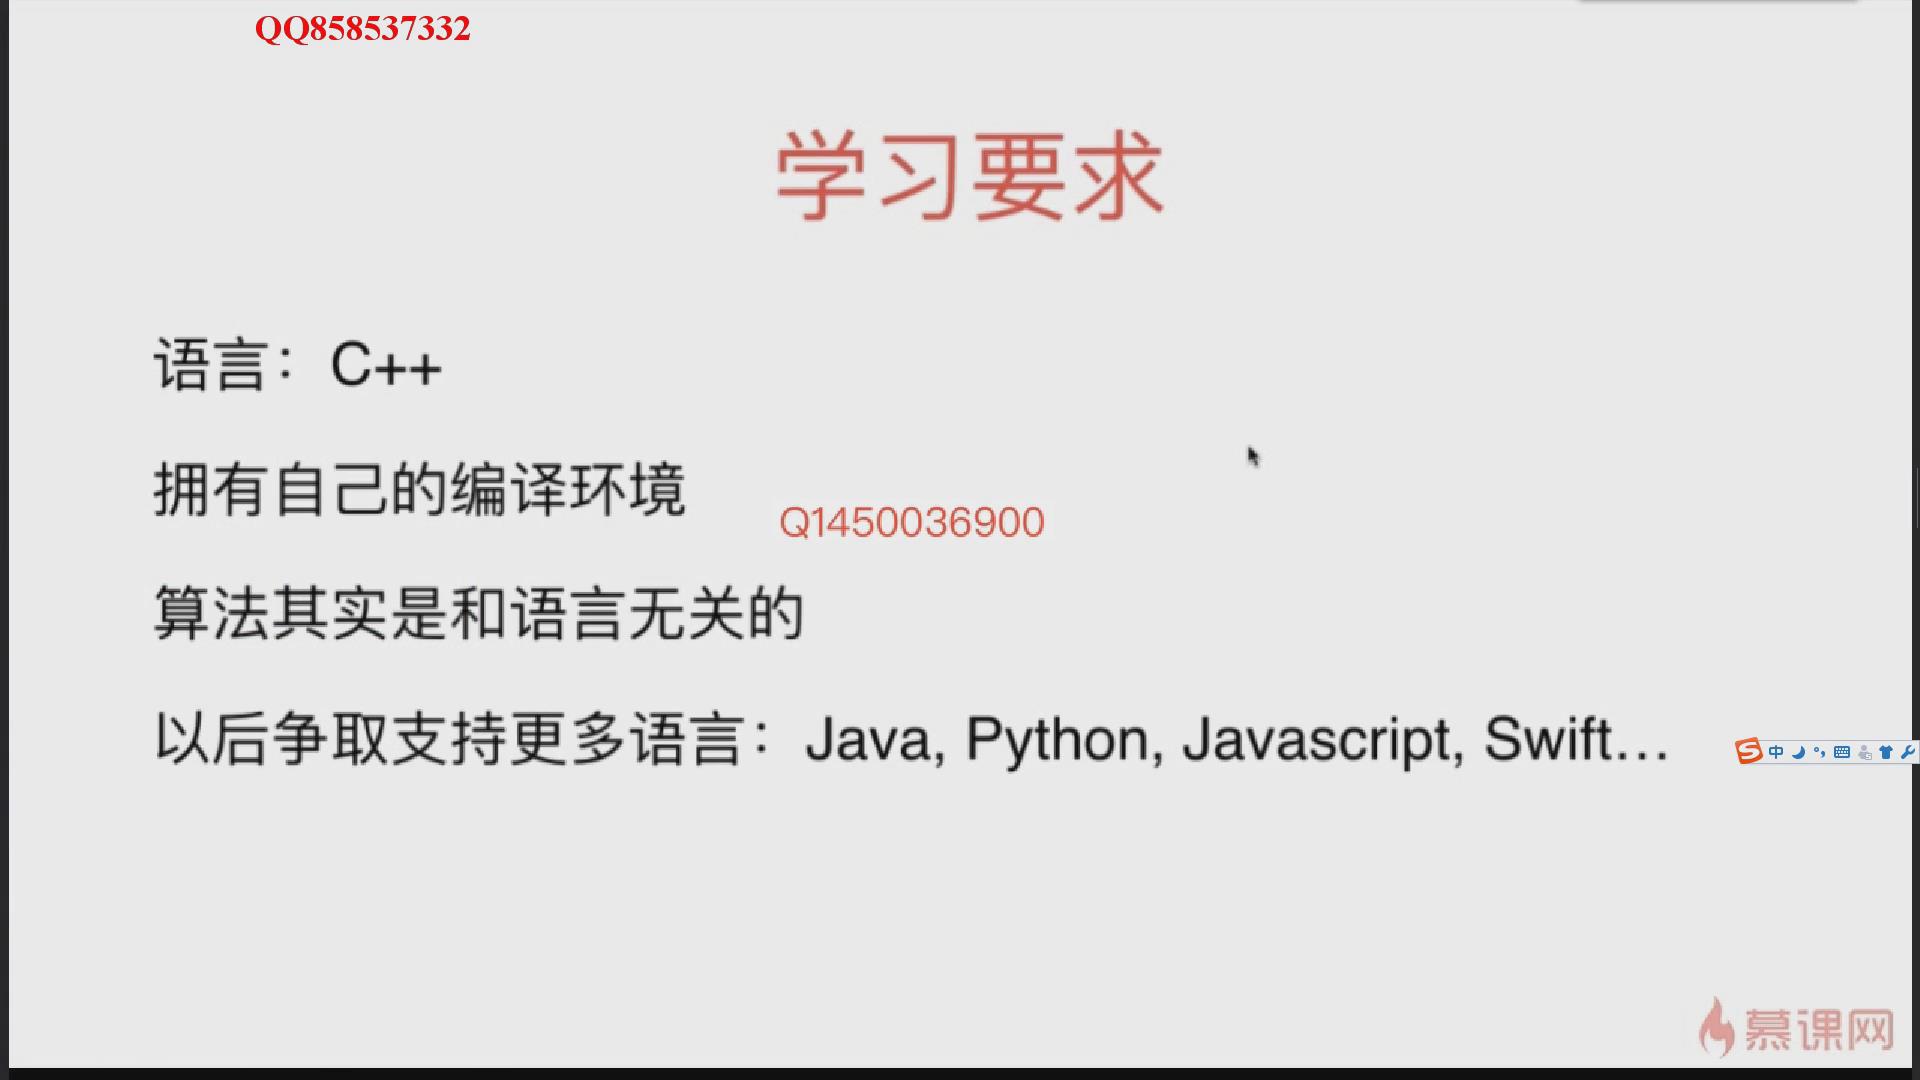 QQ858537332
学习要求
语言：C++
拥有自己的编译环境
Q1450036900
算法其实是和语言无关的
以后争取支持更多语言：Java, Python, Javascript, Swift…
中
慕课网